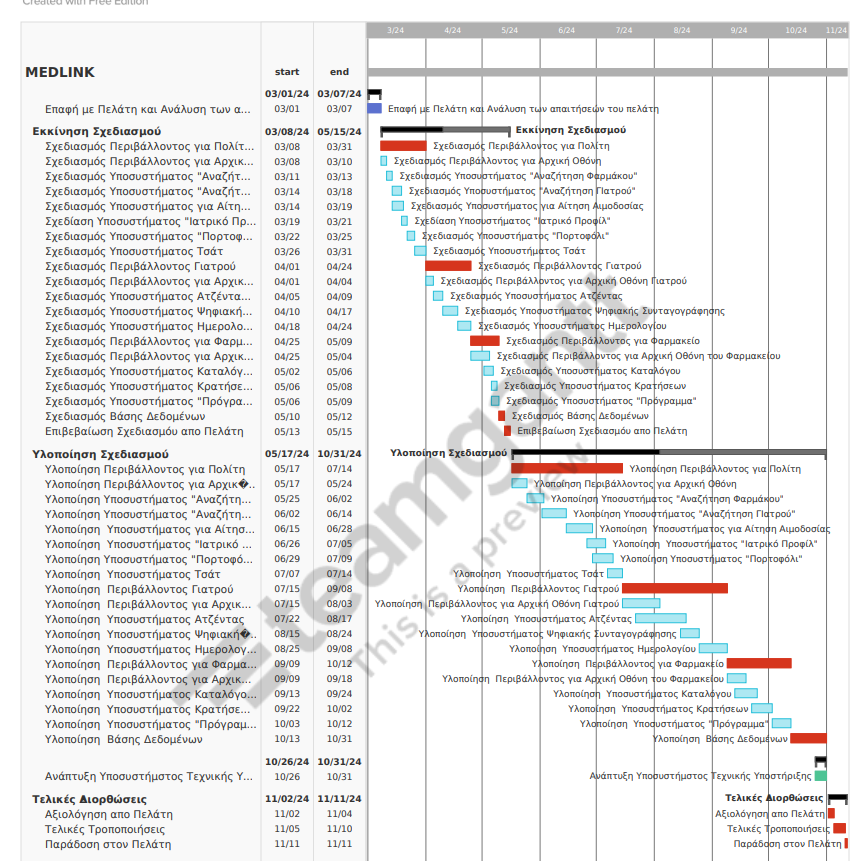 Created with Free Edition
3/24 4/24 5/24 6/24 7/24 8/24 9/24 10/24 11/24
MEDLINK start end
03/01/24 03/07/24
Επαφή με Πελάτη και Ανάλυση των α... 03/01 03/07 Επαφή με Πελάτη και Ανάλυση των απαιτήσεών του πελάτη
Εκκίνηση Σχεδιασμού 03/08/24 05/15/24 Εκκίνηση Σχεδιασμού
Σχεδιασμός Περιβάλλοντος για Πολίτ... 03/08 03/31 Σχεδιασμός Περιβάλλοντος για Πολίτη
Σχεδιασμός Περιβάλλοντος για Αρχικ... 03/08 03/10 Σχεδιασμός Περιβάλλοντος για Αρχική Οθόνη
Σχεδιασμός Υποσυστήματος "Αναζήτ... 03/11 03/13 Σχεδιασμός Υποσυστήματος "Αναζήτηση Φαρμάκου"
Σχεδιασμός Υποσυστήματος "Αναζήτ... 03/14 03/18 Σχεδιασμός Υποσυστήματος "Αναζήτηση Γιατρού"
Σχεδιασμός Υποσυστήματος για Αίτη... 03/14 03/19 Σχεδιασμός Υποσυστήματος για Αίτηση Αιμοδοσίας
Σχεδίαση Υποσυστήματος "Ιατρικό Πρ... 03/19 03/21 Σχεδίαση Υποσυστήματος "Ιατρικό Προφίλ"
Σχεδιασμός Υποσυστήματος "Πορτοφ... 03/22 03/25 Σχεδιασμός Υποσυστήματος "Πορτοφόλι"
Σχεδιασμός Υποσυστήματος Τσάτ 03/26 03/31 Σχεδιασμός Υποσυστήματος Τσάτ
Σχεδιασμός Περιβάλλοντος Γιατρού 04/01 04/24 Σχεδιασμός Περιβάλλοντος Γιατρού
Σχεδιασμός Περιβάλλοντος για Αρχικ... 04/01 04/04 Σχεδιασμός Περιβάλλοντος για Αρχική Οθόνη Γιατρού
Σχεδιασμός Υποσυστήματος Ατζέντα... 04/05 04/09 Σχεδιασμός Υποσυστήματος Ατζέντας
Σχεδιασμός Υποσυστήματος Ψηφιακή... 04/10 04/17 Σχεδιασμός Υποσυστήματος Ψηφιακής Συνταγογράφησης
Σχεδιασμός Υποσυστήματος Ημερολο... 04/18 04/24 Σχεδιασμός Υποσυστήματος Ημερολογίου
Σχεδιασμός Περιβάλλοντος για Φαρμ... 04/25 05/09 Σχεδιασμός Περιβάλλοντος για Φαρμακείο
Σχεδιασμός Περιβάλλοντος για Αρχικ... 04/25 05/04 Σχεδιασμός Περιβάλλοντος για Αρχική Οθόνη του Φαρμακείου
Σχεδιασμός Υποσυστήματος Καταλόγ... 05/02 05/06 Σχεδιασμός Υποσυστήματος Καταλόγου
Σχεδιασμός Υποσυστήματος Κρατήσε... 05/06 05/08 Σχεδιασμός Υποσυστήματος Κρατήσεων
Σχεδιασμός Υποσυστήματος "Πρόγρα... 05/06 05/09 Σχεδιασμός Υποσυστήματος "Πρόγραμμα"
Σχεδιασμός Βάσης Δεδομένων 05/10 05/12 Σχεδιασμός Βάσης Δεδομένων
Επιβεβαίωση Σχεδιασμόυ απο Πελάτη 05/13 05/15 Επιβεβαίωση Σχεδιασμόυ απο Πελάτη
Υλοποίηση Σχεδιασμού 05/17/24 10/31/24 Υλοποίηση Σχεδιασμού
Υλοποίηση Περιβάλλοντος για Πολίτη 05/17 07/14 Υλοποίηση Περιβάλλοντος για Πολίτη
Υλοποίηση Περιβάλλοντος για Αρχικ�.. 05/17 05/24 Υλοποίηση Περιβάλλοντος για Αρχική Οθόνη
Υλοποίηση Υποσυστήματος "Αναζήτη... 05/25 06/02 Υλοποίηση Υποσυστήματος "Αναζήτηση Φαρμάκου"
Υλοποίηση Υποσυστήματος "Αναζήτη... 06/02 06/14 Υλοποίηση Υποσυστήματος "Αναζήτηση Γιατρού"
Υλοποίηση Υποσυστήματος για Αίτησ... 06/15 06/28 Υλοποίηση Υποσυστήματος για Αίτηση Αιμοδοσίας
Υλοποίηση Υποσυστήματος "Ιατρικό ... 06/26 07/05 Υλοποίηση Υποσυστήματος "Ιατρικό Προφίλ"
Υλοποίηση Υποσυστήματος "Πορτοφό... 06/29 07/09 Υλοποίηση Υποσυστήματος "Πορτοφόλι"
Υλοποίηση Υποσυστήματος Τσάτ 07/07 07/14 Υλοποίηση Υποσυστήματος Τσάτ
Υλοποίηση Περιβάλλοντος Γιατρού 07/15 09/08 Υλοποίηση Περιβάλλοντος Γιατρού
Υλοποίηση Περιβάλλοντος για Αρχικ... 07/15 08/03 Υλοποίηση Περιβάλλοντος για Αρχική Οθόνη Γιατρού
Υλοποίηση Υποσυστήματος Ατζέντας 07/22 08/17 Υλοποίηση Υποσυστήματος Ατζέντας
Υλοποίηση Υποσυστήματος Ψηφιακή�.. 08/15 08/24 Υλοποίηση Υποσυστήματος Ψηφιακής Συνταγογράφησης
Υλοποίηση Υποσυστήματος Ημερολογ... 08/25 09/08 Υλοποίηση Υποσυστήματος Ημερολογίου
Υλοποίηση Περιβάλλοντος για Φαρμα... 09/09 10/12 Υλοποίηση Περιβάλλοντος για Φαρμακείο
Υλοποίηση Περιβάλλοντος για Αρχικ... 09/09 09/18 Υλοποίηση Περιβάλλοντος για Αρχική Οθόνη του Φαρμακείου
Υλοποίηση Υποσυστήματος Καταλόγο... 09/13 09/24 Υλοποίηση Υποσυστήματος Καταλόγου
Υλοποίηση Υποσυστήματος Κρατήσε... 09/22 10/02 Υλοποίηση Υποσυστήματος Κρατήσεων
Υλοποίηση Υποσυστήματος "Πρόγραμ... 10/03 10/12 Υλοποίηση Υποσυστήματος "Πρόγραμμα"
Υλοποίηση Βάσης Δεδομένων 10/13 10/31 Υλοποίηση Βάσης Δεδομένων
10/26/24 10/31/24
Ανάπτυξη Υποσυστήμστος Τεχνικής Υ... 10/26 10/31 Ανάπτυξη Υποσυστήμστος Τεχνικής Υποστήριξης
Τελικές Διορθώσεις 11/02/24 11/11/24 Τελικές Διορθώσεις
Αξιολόγηση απο Πελάτη 11/02 11/04 Αξιολόγηση απο Πελάτη
Τελικές Τροποποιήσεις 11/05 11/10 Τελικές Τροποποιήσεις
Παράδοση στον Πελάτη 11/11 11/11 Παράδοση στον Πελάτη
teamgantt
This is a preview